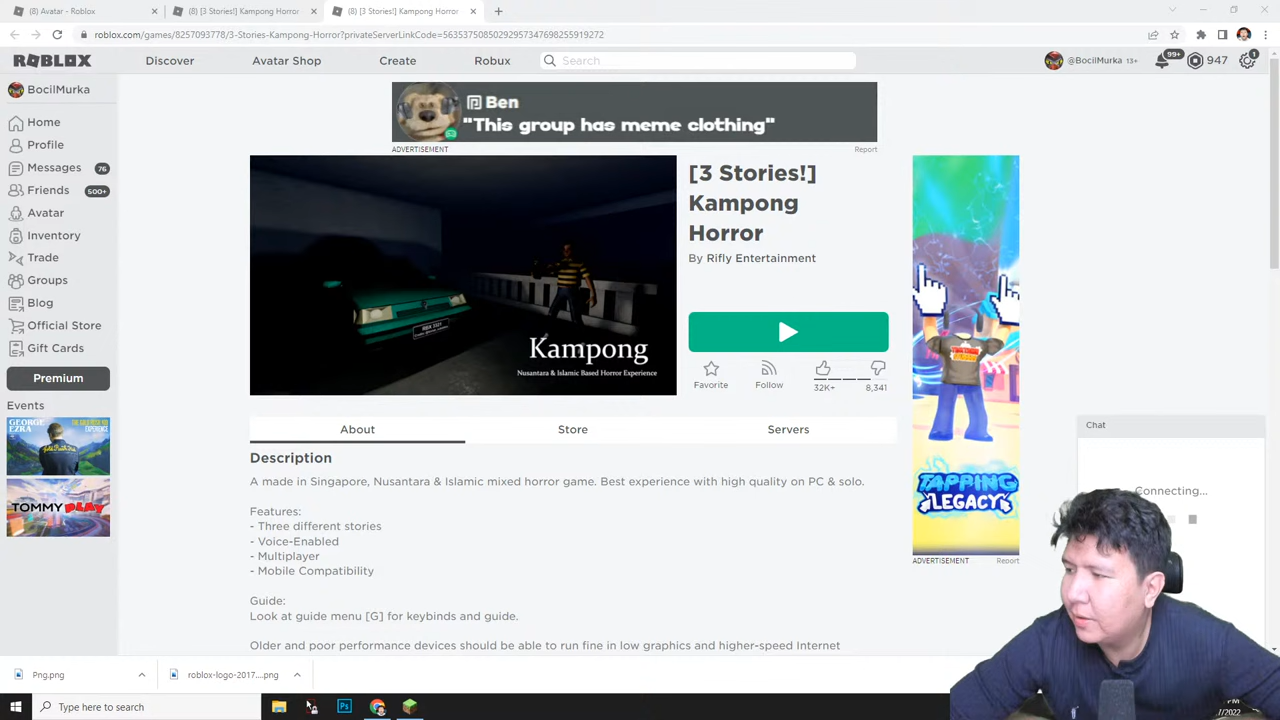 (8) Avatar - Roblox
(8) [3 Stories!] Kampong Horror
(8) [3 Stories!] Kampong Horror
roblox.com/games/8257093778/3-Stories-Kampong-Horror?privateServerLinkCode=56353750850292957347698255919272
ROBLOX
Discover
Avatar Shop
Create
Robux
Search
@BocilMurka 13+
99+
947
1
BocilMurka
Home
Profile
Messages 76
Friends 500+
Avatar
Inventory
Trade
Groups
Blog
Official Store
Gift Cards
Premium
Events
GEORGE
EZRA
TOMMY PLAY
Ben
"This group has meme clothing"
ADVERTISEMENT
Report
Kampong
Nusantara & Islamic Based Horror Experience
[3 Stories!]
Kampong
Horror
By Rifly Entertainment
Favorite
Follow
32K+
8,341
About
Store
Servers
Description
A made in Singapore, Nusantara & Islamic mixed horror game. Best experience with high quality on PC & solo.
Features:
- Three different stories
- Voice-Enabled
- Multiplayer
- Mobile Compatibility
Guide:
Look at guide menu [G] for keybinds and guide.
Older and poor performance devices should be able to run fine in low graphics and higher-speed Internet
TAPPING
LEGACY
ADVERTISEMENT
Report
Chat
Connecting...
Png.png
roblox-logo-2017....png
Type here to search